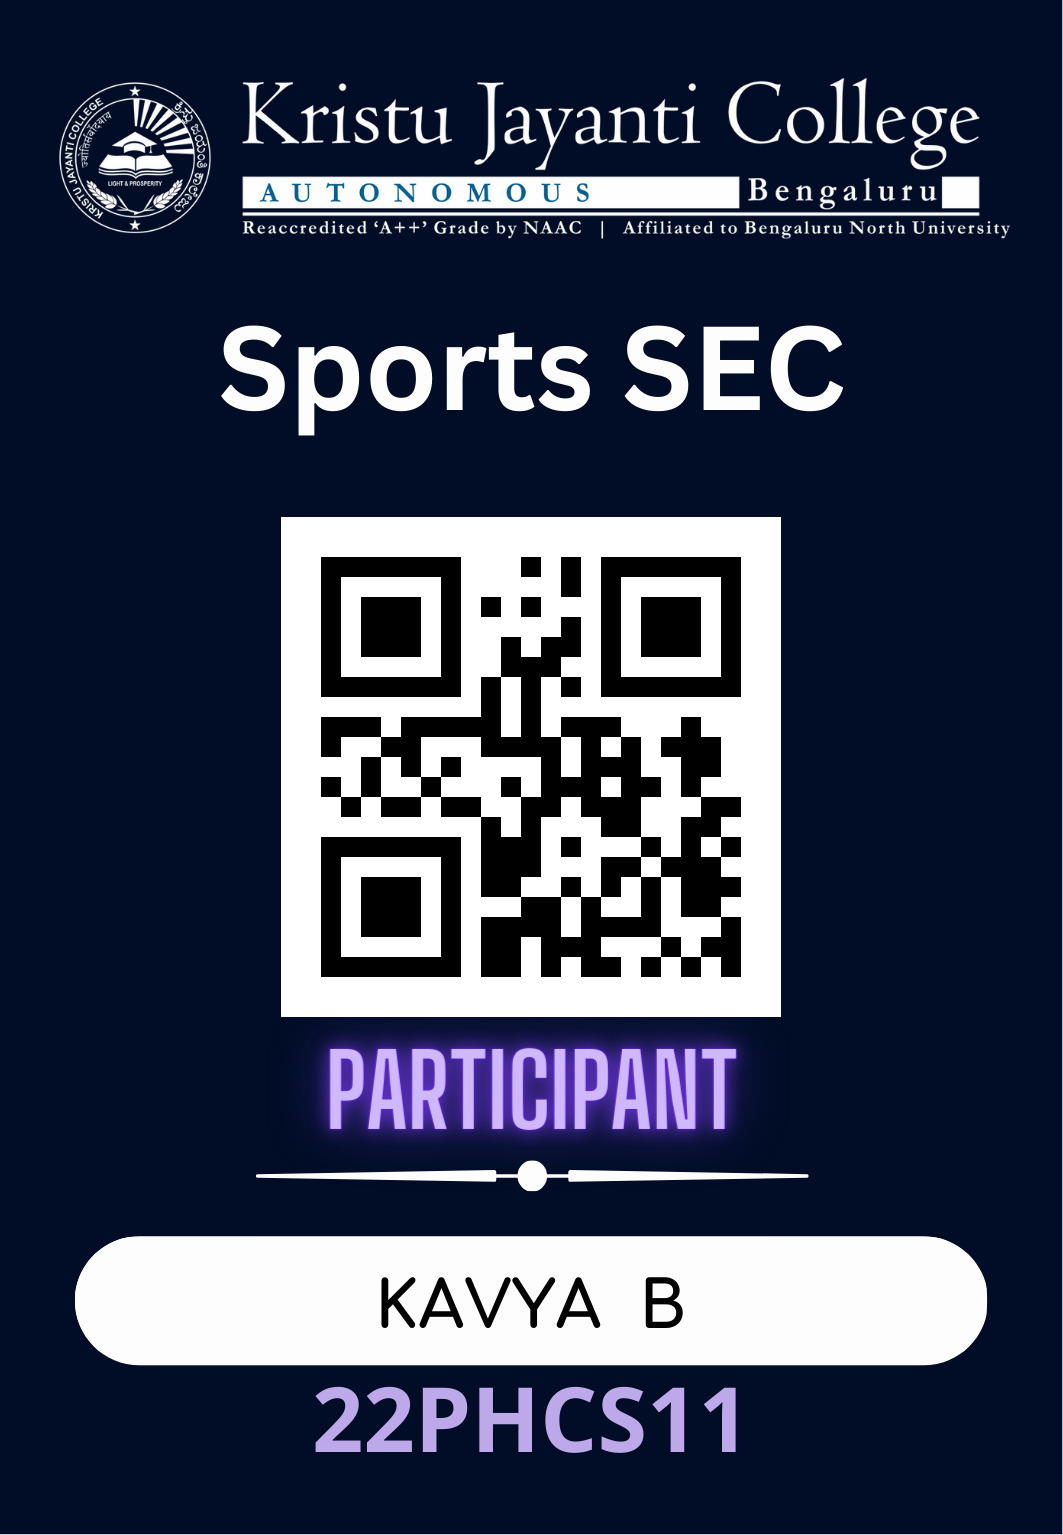 Kristu Jayanti College
AUTONOMOUS Bengaluru
Reaccredited ‘A++’ Grade by NAAC | Affiliated to Bengaluru North University
KRISTU JAYANTI COLLEGE
LIGHT & PROSPERITY
ಕ್ರಿಸ್ತು ಜಯಂತಿ ಕಾಲೇಜು
Sports SEC
PARTICIPANT
KAVYA B
22PHCS11